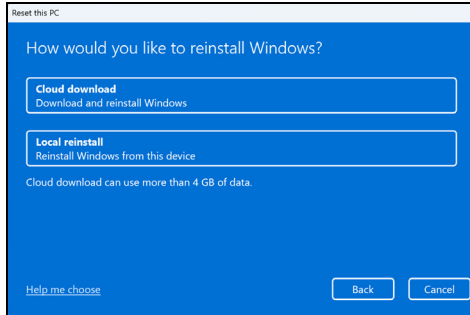 Reset this PC
How would you like to reinstall Windows?
Cloud download
Download and reinstall Windows
Local reinstall
Reinstall Windows from this device
Cloud download can use more than 4 GB of data.
Help me choose
Back
Cancel